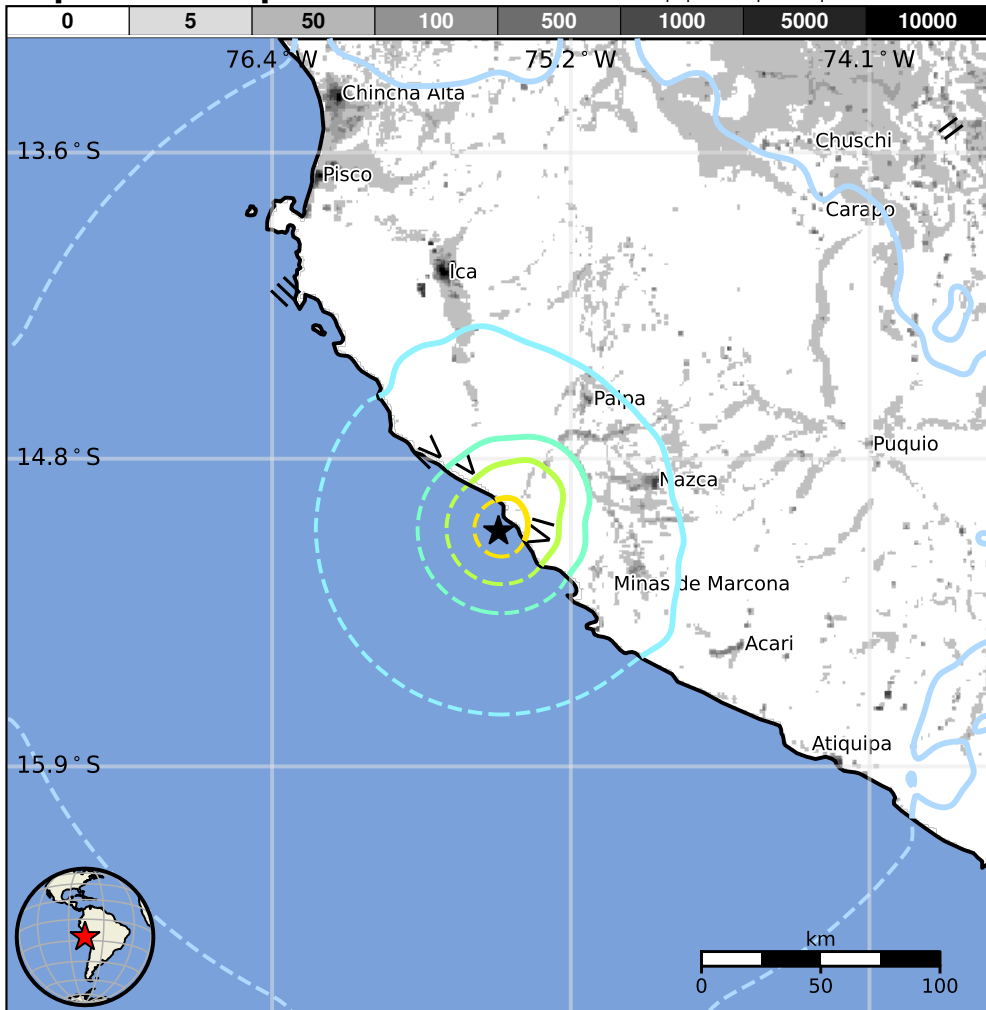 0 5 50 100 500 1000 5000 10000
76.4°W 75.2°W 74.1°W
Chincha Alta
Chuschi
13.6°S
Pisco
Carapo
Ica
Palpa
Puquio
14.8°S
Nazca
Minas de Marcona
Acari
Atiquipa
15.9°S
km
0 50 100